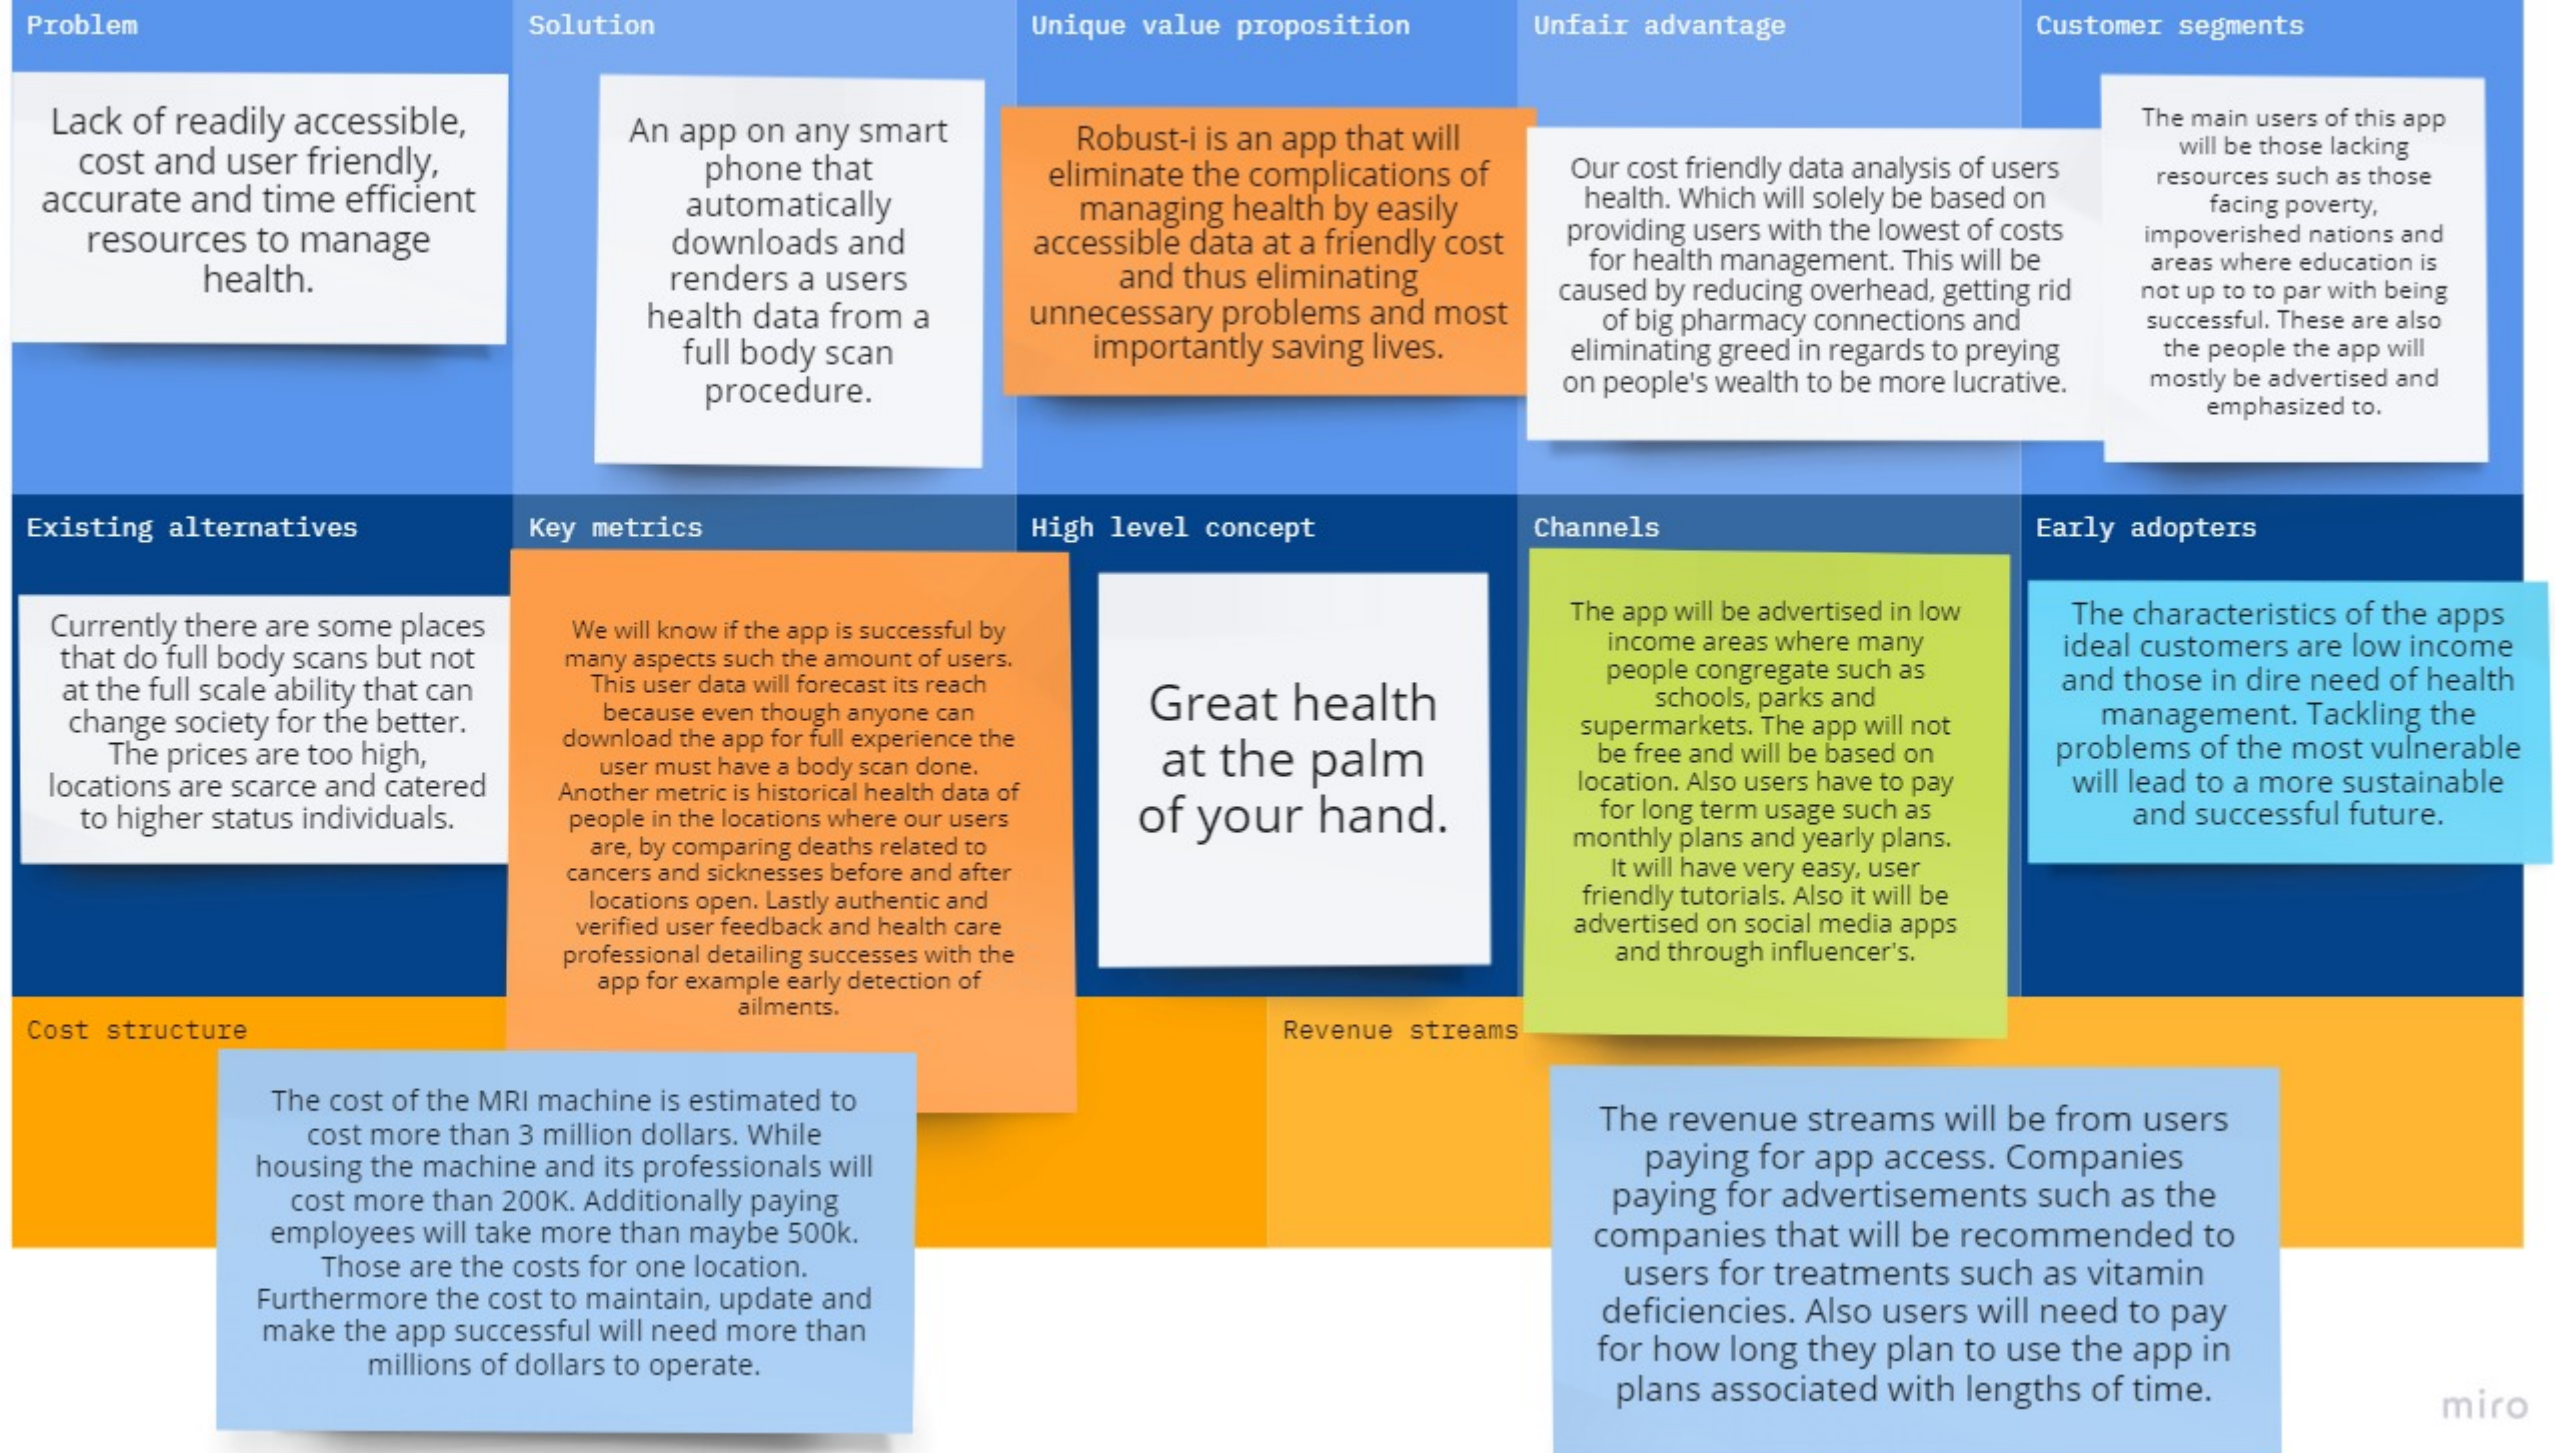 Problem
Lack of readily accessible,
cost and user friendly,
accurate and time efficient
resources to manage
health.
Solution
An app on any smart
phone that
automatically
downloads and
renders a users
health data from a
full body scan
procedure.
Unique value proposition
Robust-i is an app that will
eliminate the complications of
managing health by easily
accessible data at a friendly cost
and thus eliminating
unnecessary problems and most
importantly saving lives.
Unfair advantage
Our cost friendly data analysis of users
health. Which will solely be based on
providing users with the lowest of costs
for health management. This will be
caused by reducing overhead, getting rid
of big pharmacy connections and
eliminating greed in regards to preying
on people's wealth to be more lucrative.
Customer segments
The main users of this app
will be those lacking
resources such as those
facing poverty,
impoverished nations and
areas where education is
not up to to par with being
successful. These are also
the people the app will
mostly be advertised and
emphasized to.
Existing alternatives
Currently there are some places
that do full body scans but not
at the full scale ability that can
change society for the better.
The prices are too high,
locations are scarce and catered
to higher status individuals.
Key metrics
We will know if the app is successful by
many aspects such the amount of users.
This user data will forecast its reach
because even though anyone can
download the app for full experience the
user must have a body scan done.
Another metric is historical health data of
people in the locations where our users
are, by comparing deaths related to
cancers and sicknesses before and after
locations open. Lastly authentic and
verified user feedback and health care
professional detailing successes with the
app for example early detection of
ailments.
High level concept
Great health
at the palm
of your hand.
Channels
The app will be advertised in low
income areas where many
people congregate such as
schools, parks and
supermarkets. The app will not
be free and will be based on
location. Also users have to pay
for long term usage such as
monthly plans and yearly plans.
It will have very easy, user
friendly tutorials. Also it will be
advertised on social media apps
and through influencer's.
Early adopters
The characteristics of the apps
ideal customers are low income
and those in dire need of health
management. Tackling the
problems of the most vulnerable
will lead to a more sustainable
and successful future.
Cost structure
The cost of the MRI machine is estimated to
cost more than 3 million dollars. While
housing the machine and its professionals will
cost more than 200K. Additionally paying
employees will take more than maybe 500k.
Those are the costs for one location.
Furthermore the cost to maintain, update and
make the app successful will need more than
millions of dollars to operate.
Revenue streams
The revenue streams will be from users
paying for app access. Companies
paying for advertisements such as the
companies that will be recommended to
users for treatments such as vitamin
deficiencies. Also users will need to pay
for how long they plan to use the app in
plans associated with lengths of time.
miro